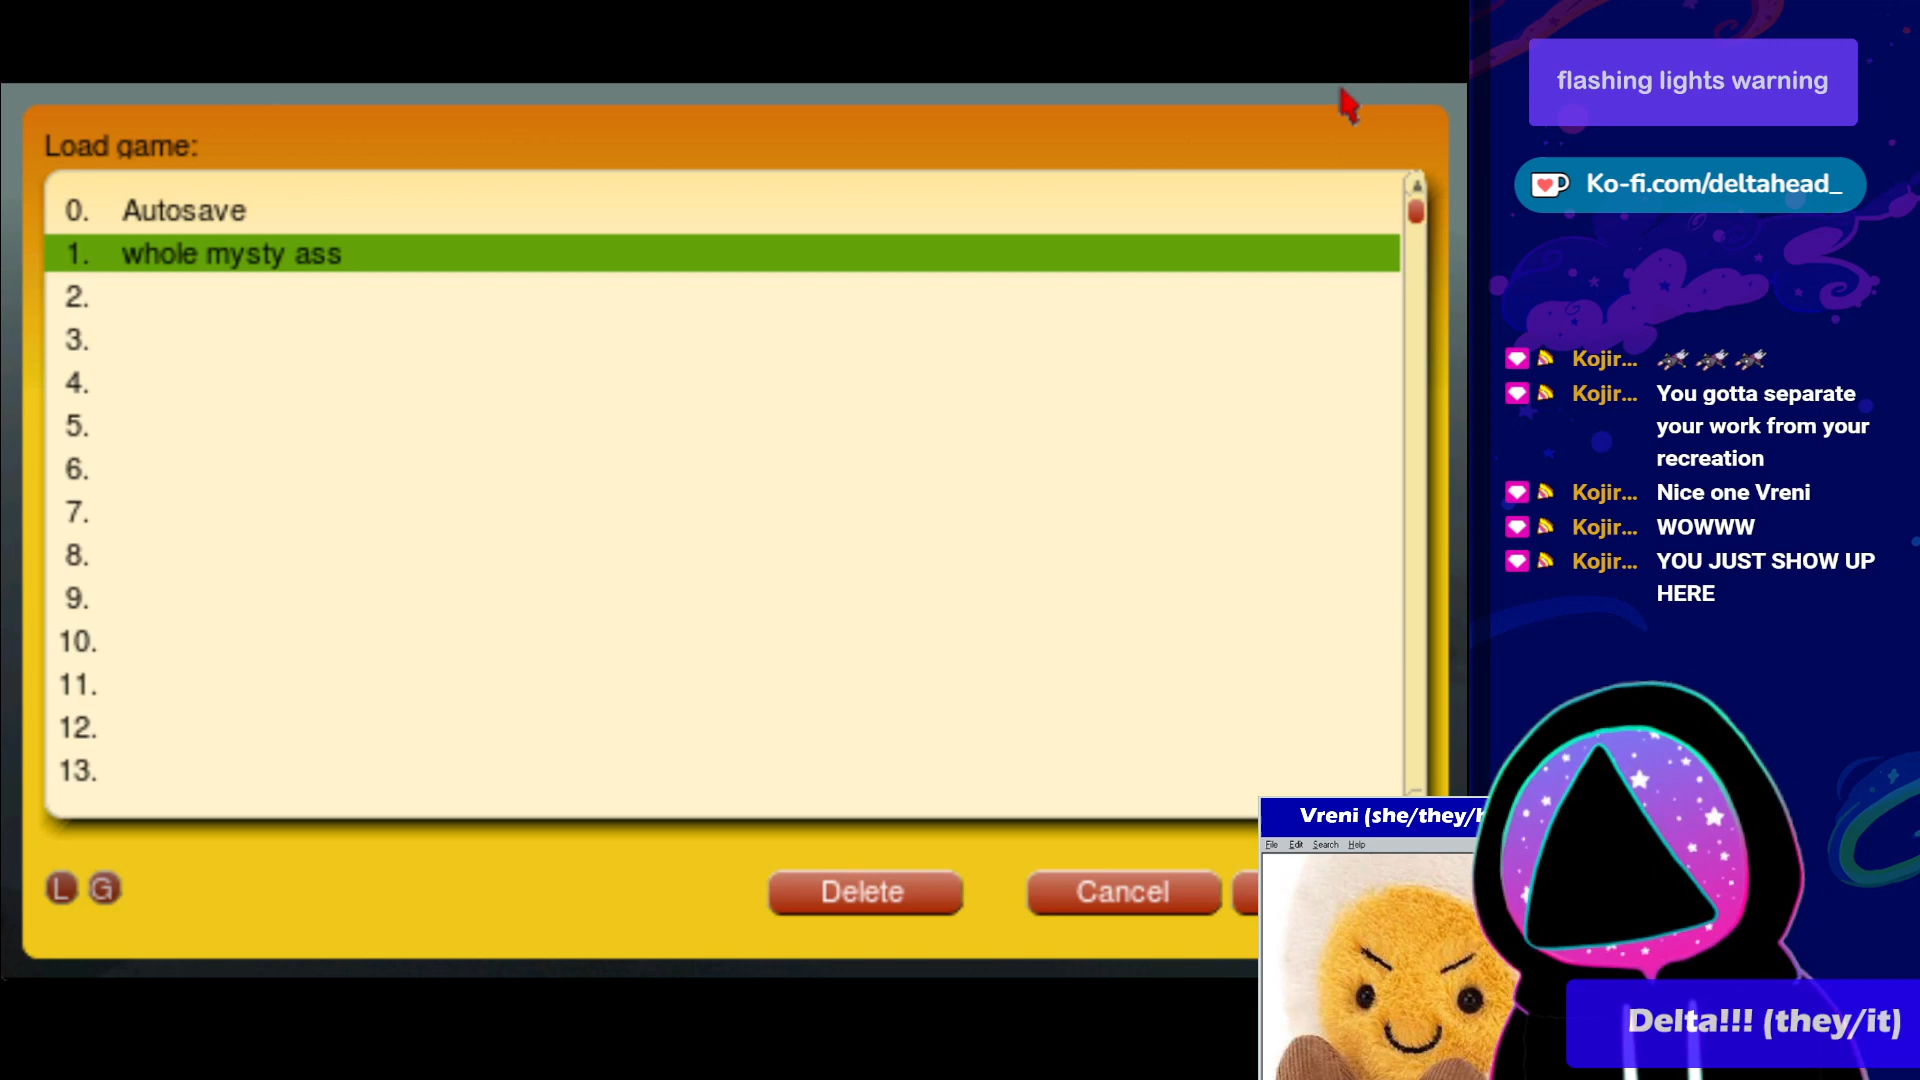 Load game:
0. Autosave
1. whole mysty ass
2.
3.
4.
5.
6.
7.
8.
9.
10.
11.
12.
13.
L G
Delete
Cancel
flashing lights warning
Ko-fi.com/deltahead_
Kojir...
Kojir... You gotta separate
your work from your
recreation
Kojir... Nice one Vreni
Kojir... WOWWW
Kojir... YOU JUST SHOW UP
HERE
Vreni (she/they/
File Edit Search Help
Delta!!! (they/it)